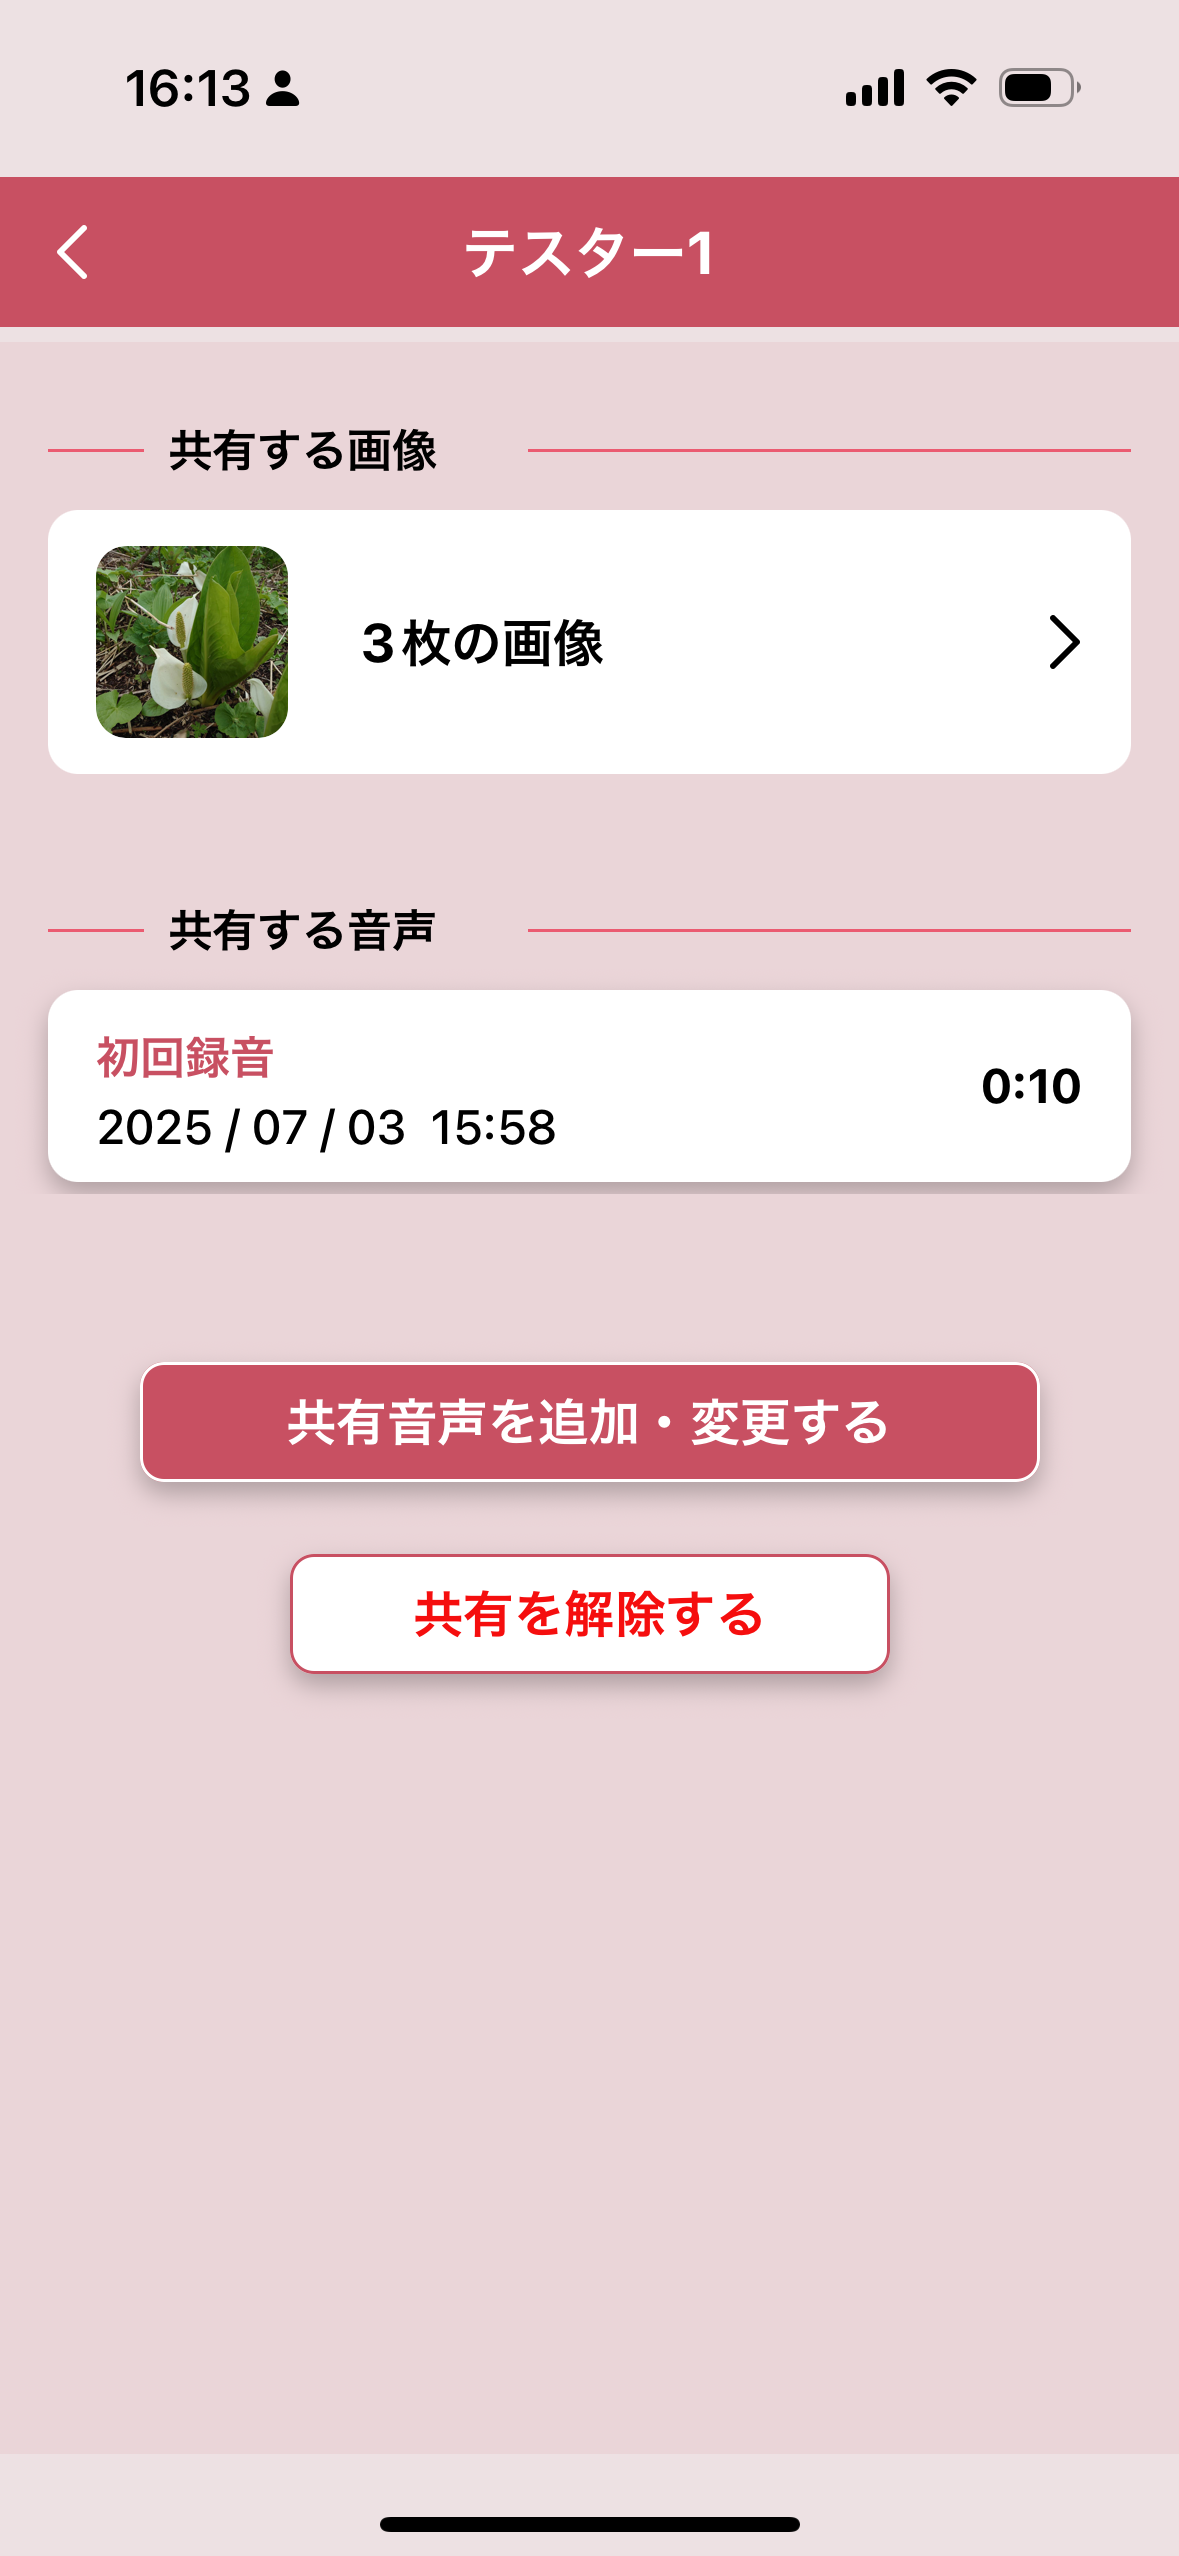 16:13
テスター1
共有する画像
3枚の画像
共有する音声
初回録音
0:10
2025 / 07 / 03 15:58
共有音声を追加・変更する
共有を解除する